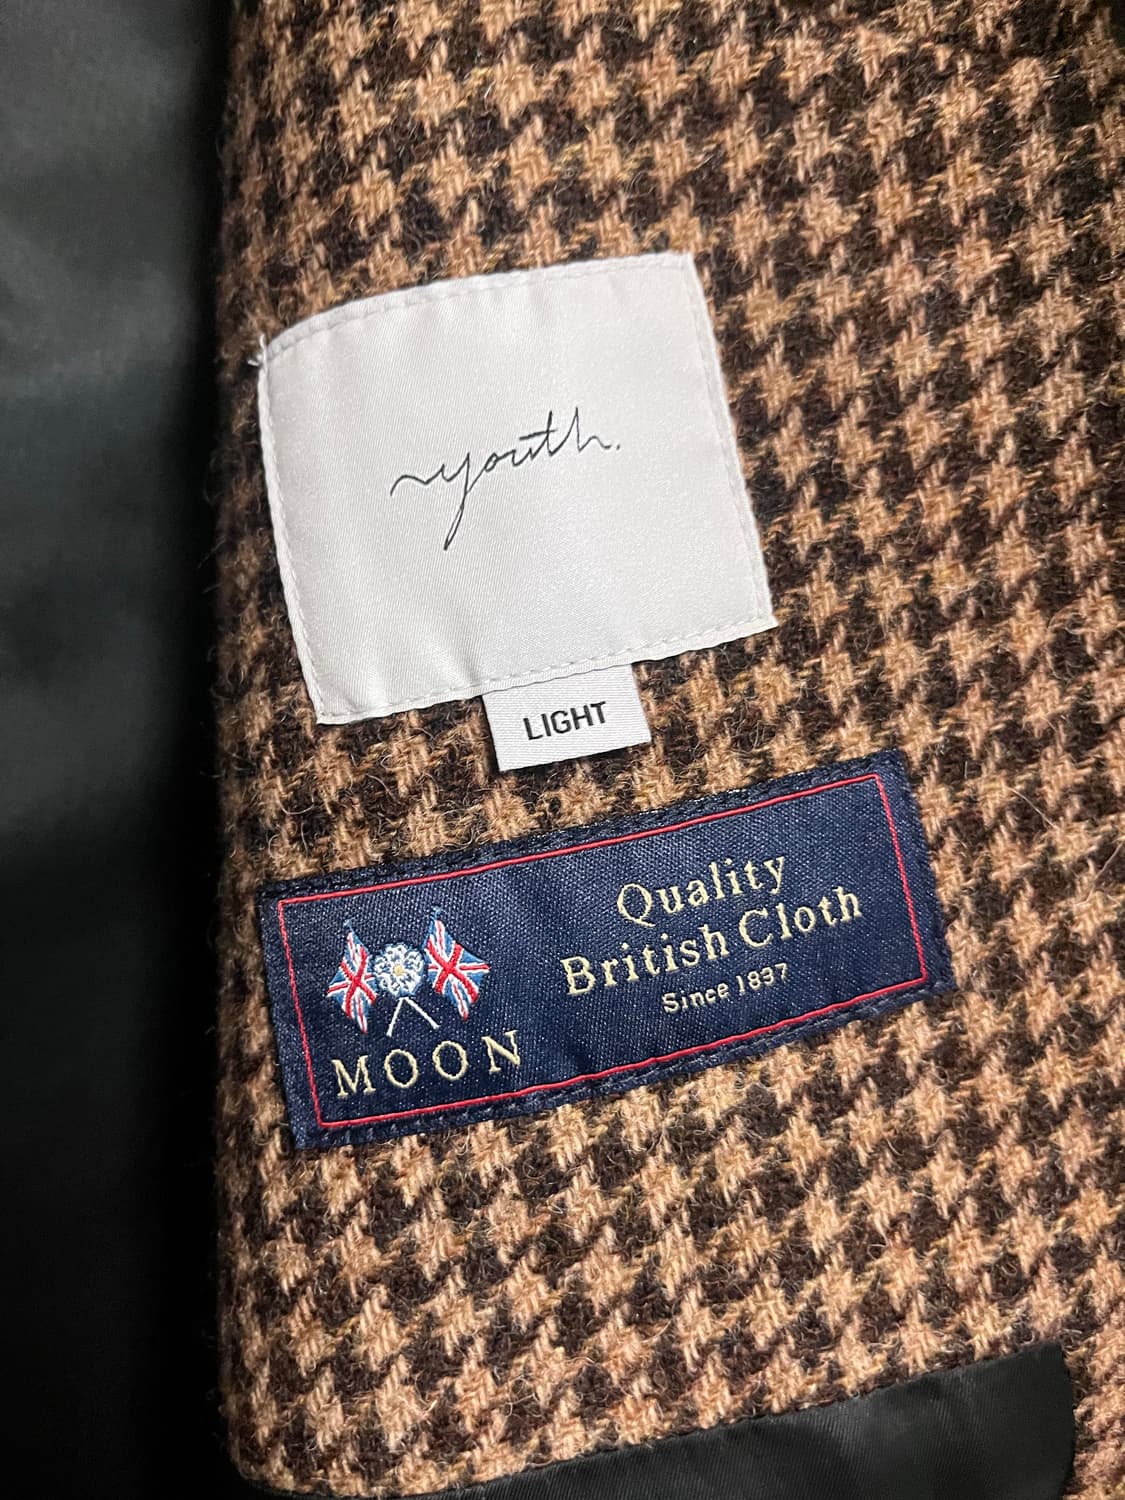 youth.
LIGHT
MOON
Quality
British Cloth
Since 1837